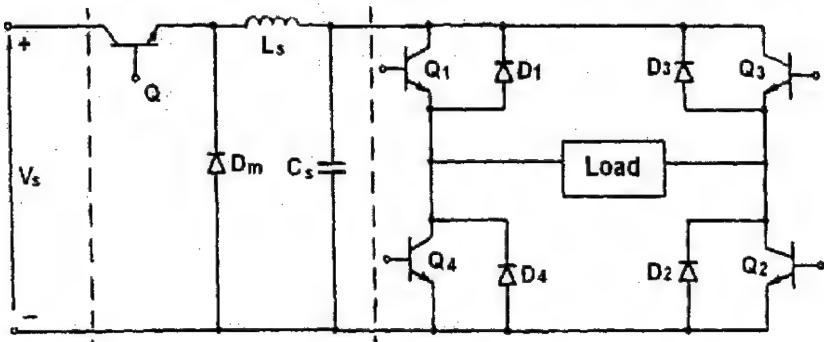 +
Q
Ls
Q1
D1
D3
Q3
Vs
Dm
Cs
Load
Q4
D4
D2
Q2
−